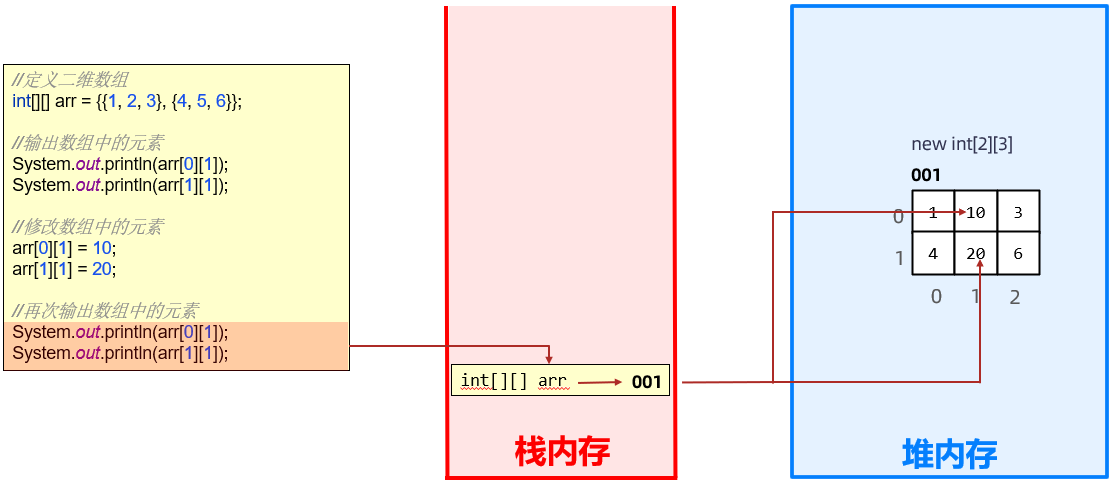 //定义二维数组
int[][] arr = {{1, 2, 3}, {4, 5, 6}};
//输出数组中的元素
System.out.println(arr[0][1]);
System.out.println(arr[1][1]);
//修改数组中的元素
arr[0][1] = 10;
arr[1][1] = 20;
//再次输出数组中的元素
System.out.println(arr[0][1]);
System.out.println(arr[1][1]);
int[][] arr 001
栈内存
new int[2][3]
001
0 1 10 3
1 4 20 6
0 1 2
堆内存